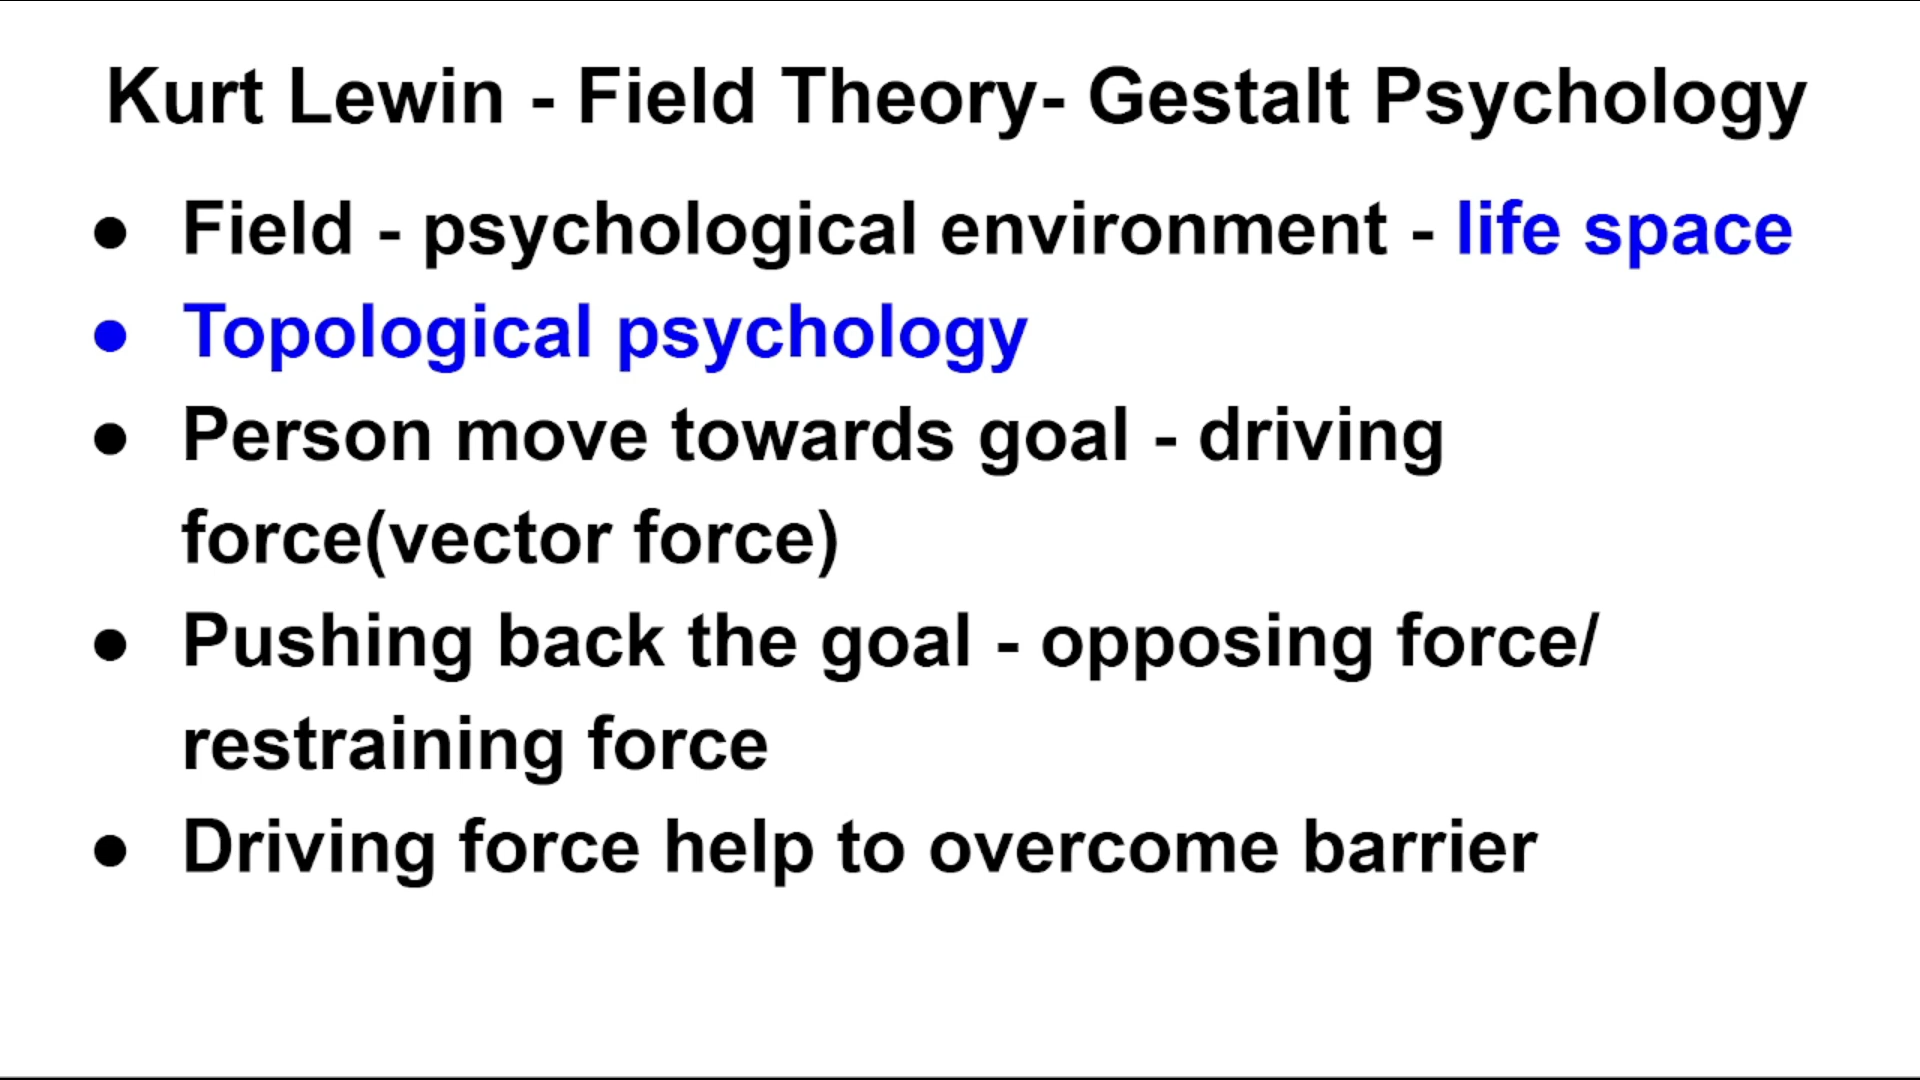 Kurt Lewin - Field Theory- Gestalt Psychology
● Field - psychological environment - life space
● Topological psychology
● Person move towards goal - driving
force(vector force)
● Pushing back the goal - opposing force/
restraining force
● Driving force help to overcome barrier